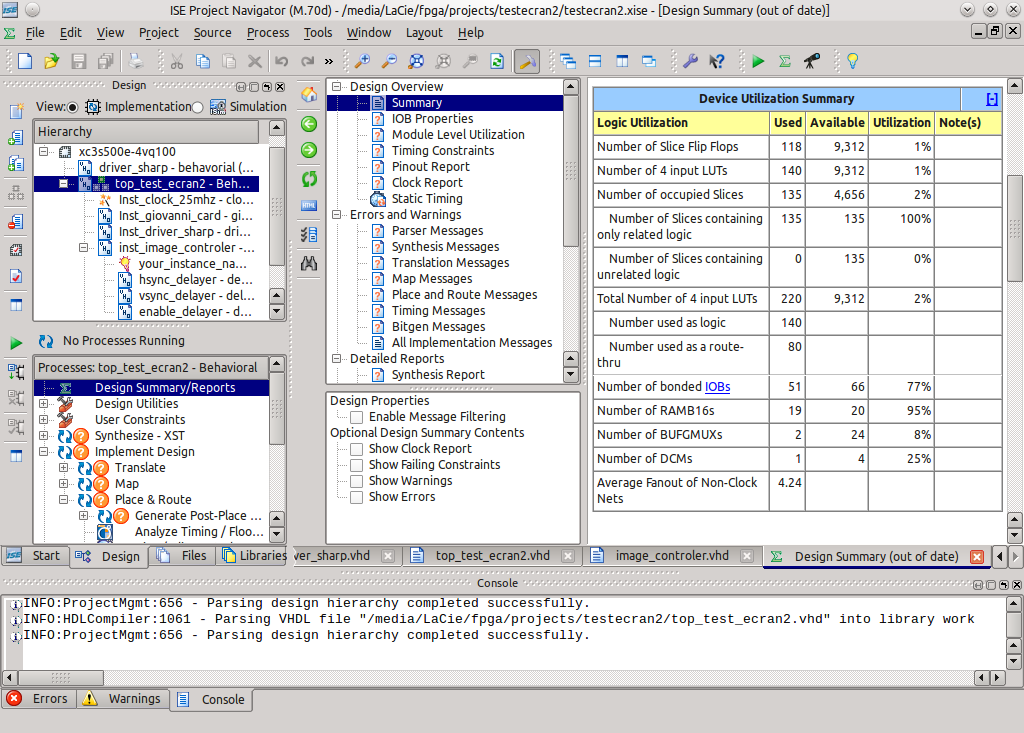 ISE Project Navigator (M.70d) - /media/LaCie/fpga/projects/testecran2/testecran2.xise - [Design Summary (out of date)]
File Edit View Project Source Process Tools Window Layout Help
»
Design
View: Implementation Simulation
Hierarchy
xc3s500e-4vq100
driver_sharp - behavorial (...
top_test_ecran2 - Beh...
Inst_clock_25mhz - clo...
Inst_giovanni_card - gi...
Inst_driver_sharp - dri...
inst_image_controler -...
your_instance_na...
hsync_delayer - de...
vsync_delayer - del...
enable_delayer - d...
No Processes Running
Processes: top_test_ecran2 - Behavioral
Design Summary/Reports
Design Utilities
User Constraints
Synthesize - XST
Implement Design
Translate
Map
Place & Route
Generate Post-Place ...
Analyze Timing / Floo...
Start Design Files Libraries
Design Overview
Summary
IOB Properties
Module Level Utilization
Timing Constraints
Pinout Report
Clock Report
Static Timing
Errors and Warnings
Parser Messages
Synthesis Messages
Translation Messages
Map Messages
Place and Route Messages
Timing Messages
Bitgen Messages
All Implementation Messages
Detailed Reports
Synthesis Report
Design Properties
Enable Message Filtering
Optional Design Summary Contents
Show Clock Report
Show Failing Constraints
Show Warnings
Show Errors
Device Utilization Summary [-]
Logic Utilization Used Available Utilization Note(s)
Number of Slice Flip Flops 118 9,312 1%
Number of 4 input LUTs 140 9,312 1%
Number of occupied Slices 135 4,656 2%
Number of Slices containing 135 135 100%
only related logic
Number of Slices containing 0 135 0%
unrelated logic
Total Number of 4 input LUTs 220 9,312 2%
Number used as logic 140
Number used as a route- 80
thru
Number of bonded IOBs 51 66 77%
Number of RAMB16s 19 20 95%
Number of BUFGMUXs 2 24 8%
Number of DCMs 1 4 25%
Average Fanout of Non-Clock 4.24
Nets
ver_sharp.vhd top_test_ecran2.vhd image_controler.vhd Design Summary (out of date)
Console
INFO:ProjectMgmt:656 - Parsing design hierarchy completed successfully.
INFO:HDLCompiler:1061 - Parsing VHDL file "/media/LaCie/fpga/projects/testecran2/top_test_ecran2.vhd" into library work
INFO:ProjectMgmt:656 - Parsing design hierarchy completed successfully.
Errors Warnings Console